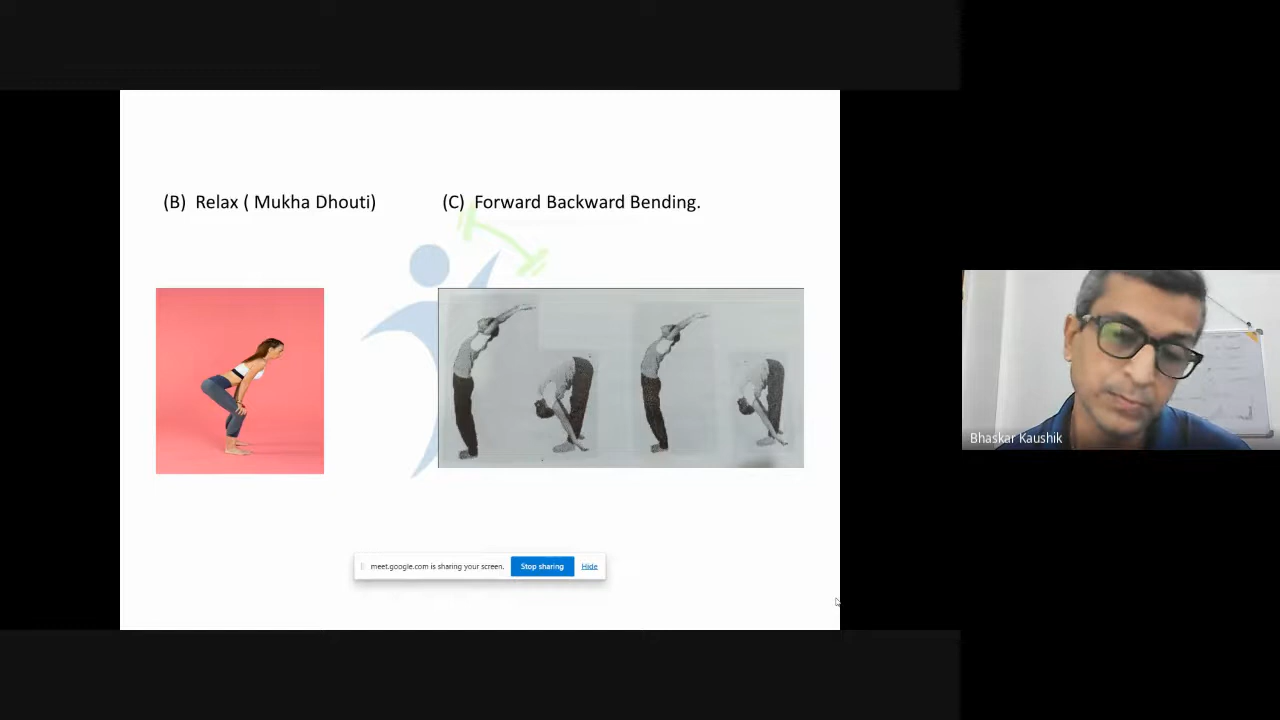 (B) Relax ( Mukha Dhouti)
(C) Forward Backward Bending.
meet.google.com is sharing your screen. Stop sharing Hide
Bhaskar Kaushik